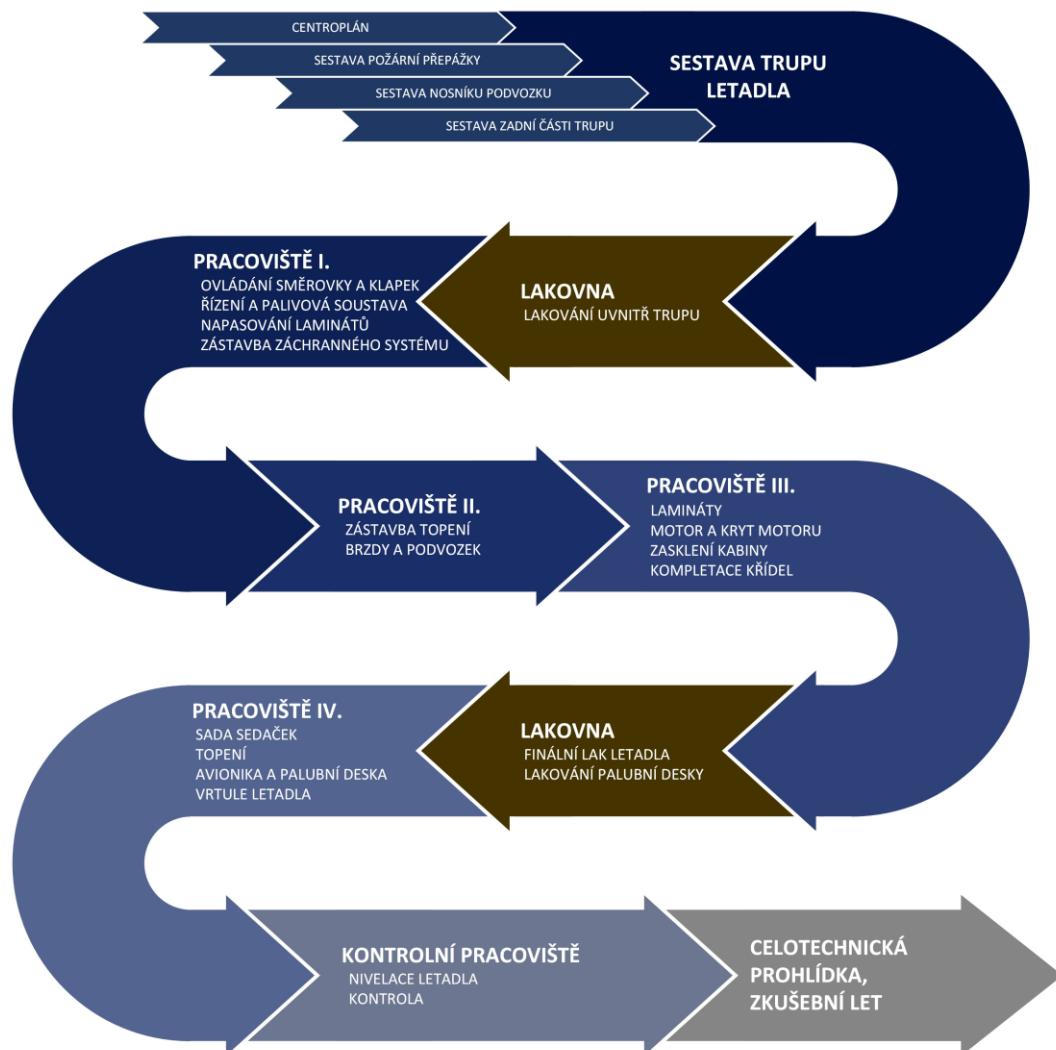 CENTROPLÁN
SESTAVA POŽÁRNÍ PŘEPÁŽKY
SESTAVA NOSNÍKU PODVOZKU
SESTAVA ZADNÍ ČÁSTI TRUPU
SESTAVA TRUPU
LETADLA
LAKOVNA
LAKOVÁNÍ UVNITŘ TRUPU
PRACOVIŠTĚ I.
OVLÁDÁNÍ SMĚROVKY A KLAPEK
ŘÍZENÍ A PALIVOVÁ SOUSTAVA
NAPASOVÁNÍ LAMINÁTŮ
ZÁSTAVBA ZÁCHRANNÉHO SYSTÉMU
PRACOVIŠTĚ II.
ZÁSTAVBA TOPENÍ
BRZDY A PODVOZEK
PRACOVIŠTĚ III.
LAMINÁTY
MOTOR A KRYT MOTORU
ZASKLENÍ KABINY
KOMPLETACE KŘÍDEL
LAKOVNA
FINÁLNÍ LAK LETADLA
LAKOVÁNÍ PALUBNÍ DESKY
PRACOVIŠTĚ IV.
SADA SEDAČEK
TOPENÍ
AVIONIKA A PALUBNÍ DESKA
VRTULE LETADLA
KONTROLNÍ PRACOVIŠTĚ
NIVELACE LETADLA
KONTROLA
CELOTECHNICKÁ
PROHLÍDKA,
ZKUŠEBNÍ LET